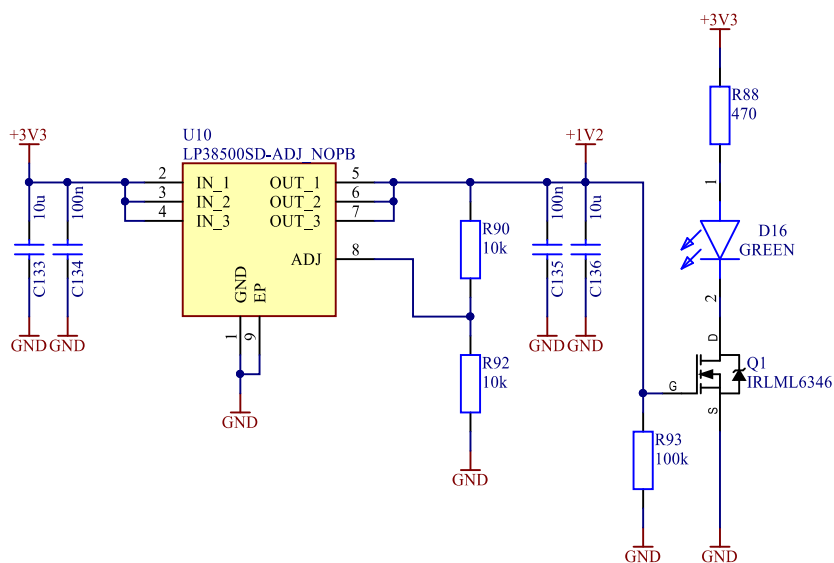 +3V3
R88
470
U10
LP38500SD-ADJ_NOPB
+3V3
+1V2
2
IN_1
OUT_1
5
3
IN_2
OUT_2
6
4
IN_3
OUT_3
7
10u
100n
100n
10u
1
R90
10k
D16
GREEN
ADJ
8
C133
C134
C135
C136
GND
EP
1
9
2
GND
GND
GND
GND
D
R92
10k
Q1
IRLML6346
G
S
GND
R93
100k
GND
GND
GND